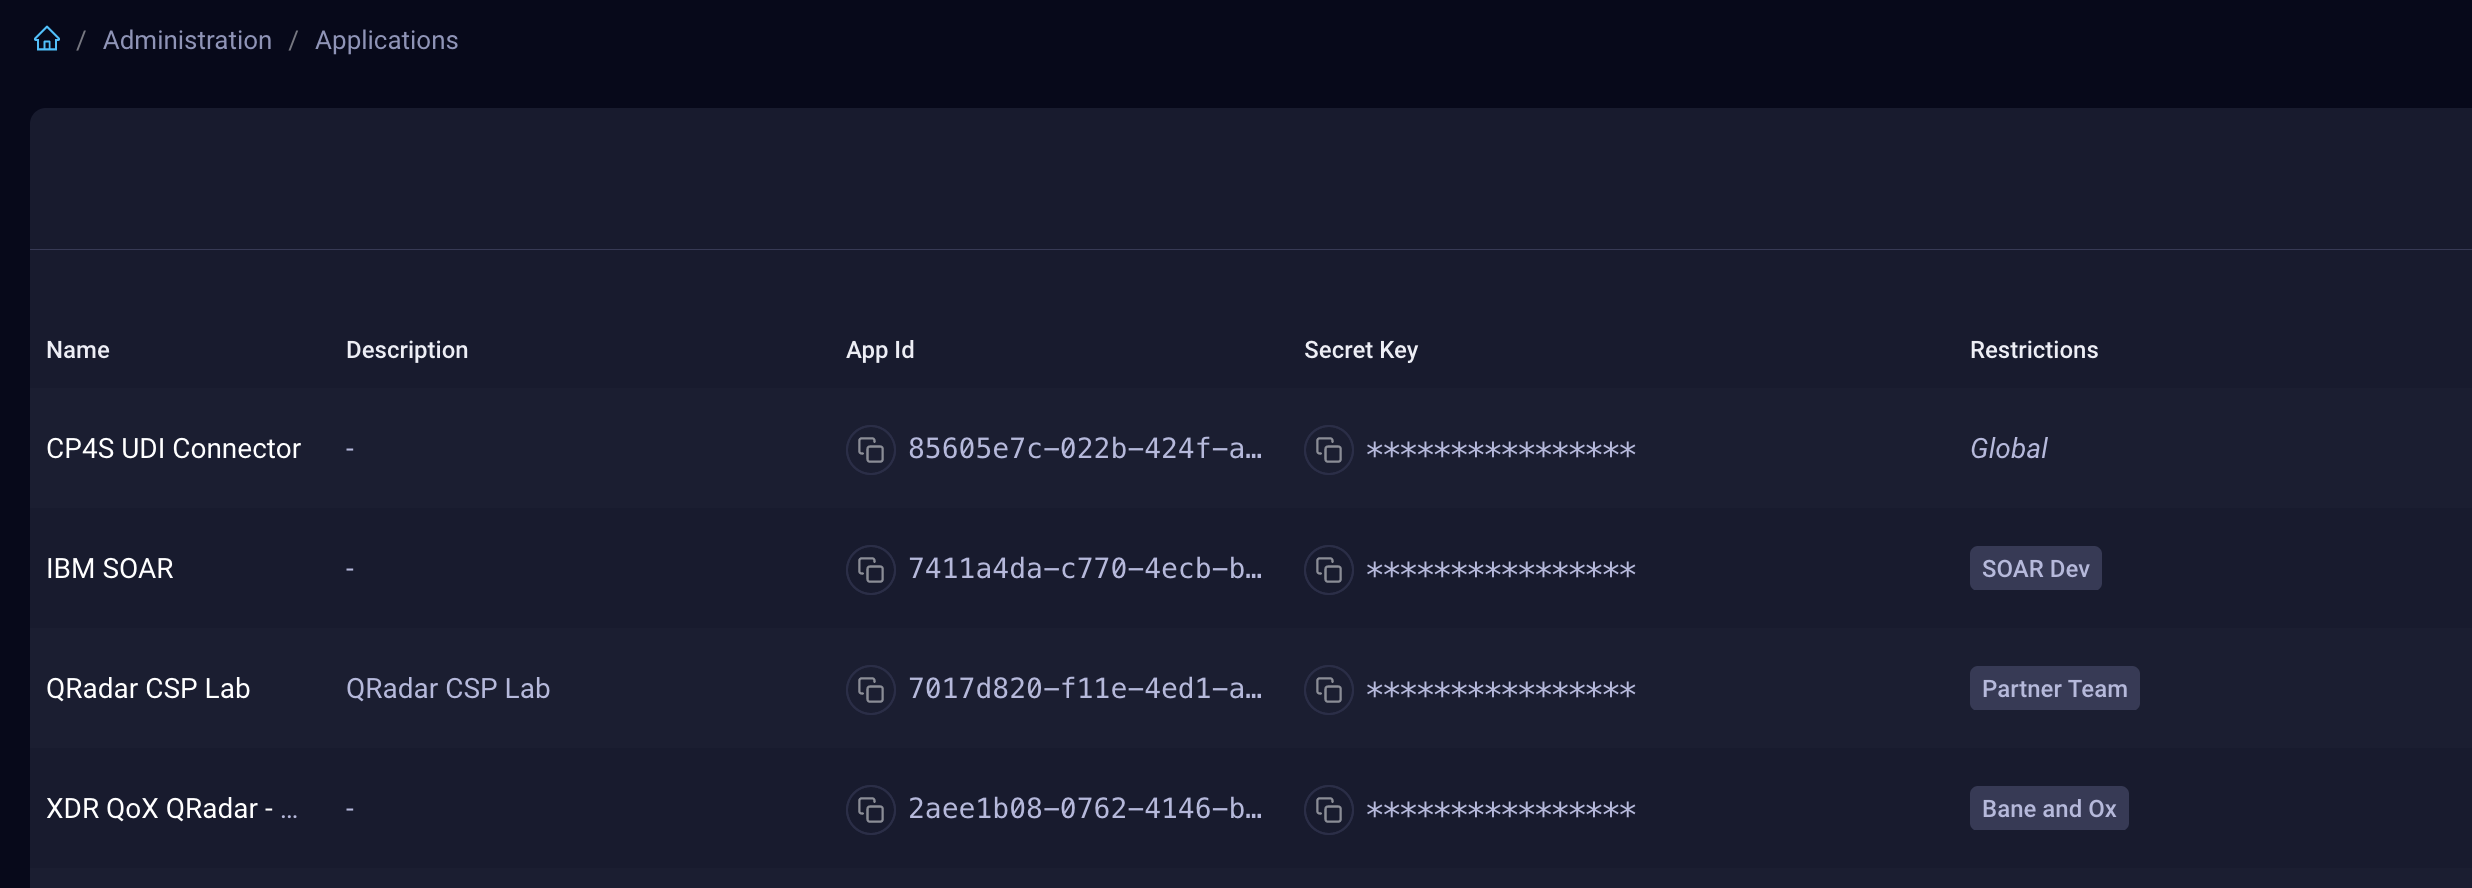 / Administration / Applications
Name Description App Id Secret Key Restrictions
CP4S UDI Connector - 85605e7c-022b-424f-a… **************** Global
IBM SOAR - 7411a4da-c770-4ecb-b… **************** SOAR Dev
QRadar CSP Lab QRadar CSP Lab 7017d820-f11e-4ed1-a… **************** Partner Team
XDR QoX QRadar - … - 2aee1b08-0762-4146-b… **************** Bane and Ox